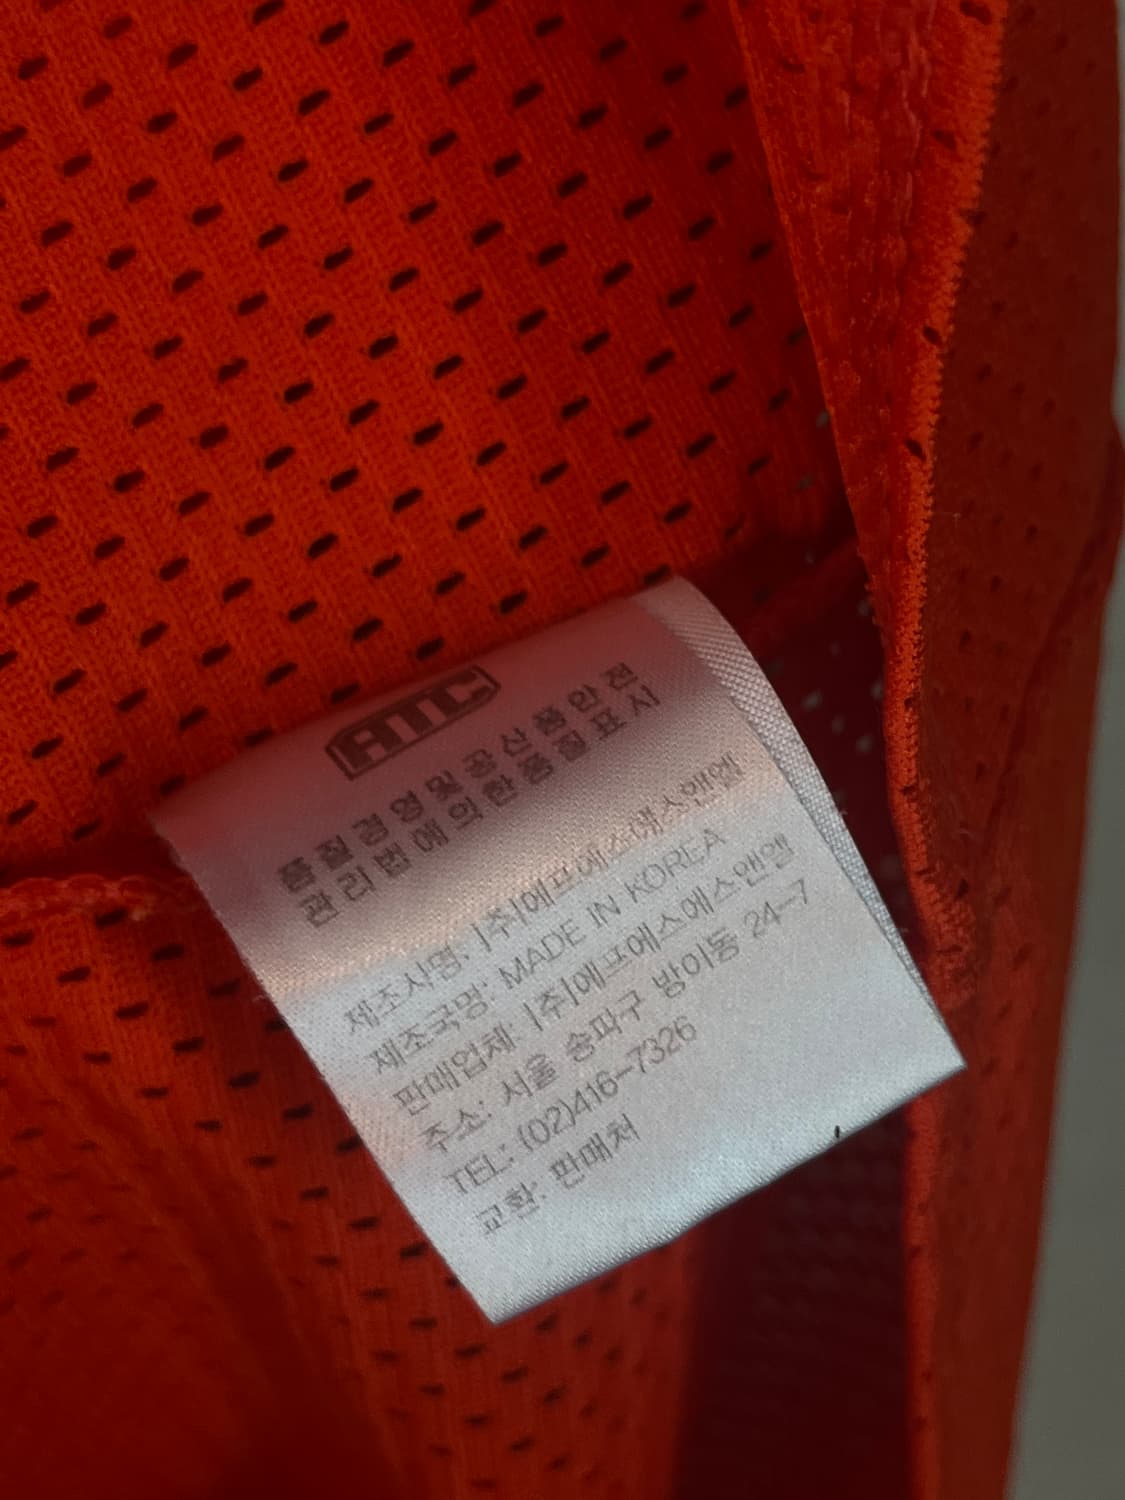 품질경영및공산품안전
관리법에의한품질표시
제조사명: (주)에프에스에스앤엘
제조국명: MADE IN KOREA
판매업체: (주)에프에스에스앤엘
주소: 서울 송파구 방이동 24-7
TEL: (02)416-7326
교환: 판매처